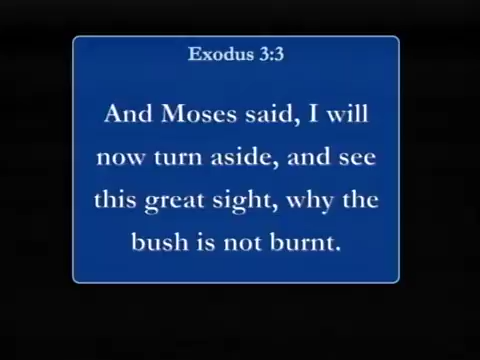 Exodus 3:3
And Moses said, I will
now turn aside, and see
this great sight, why the
bush is not burnt.